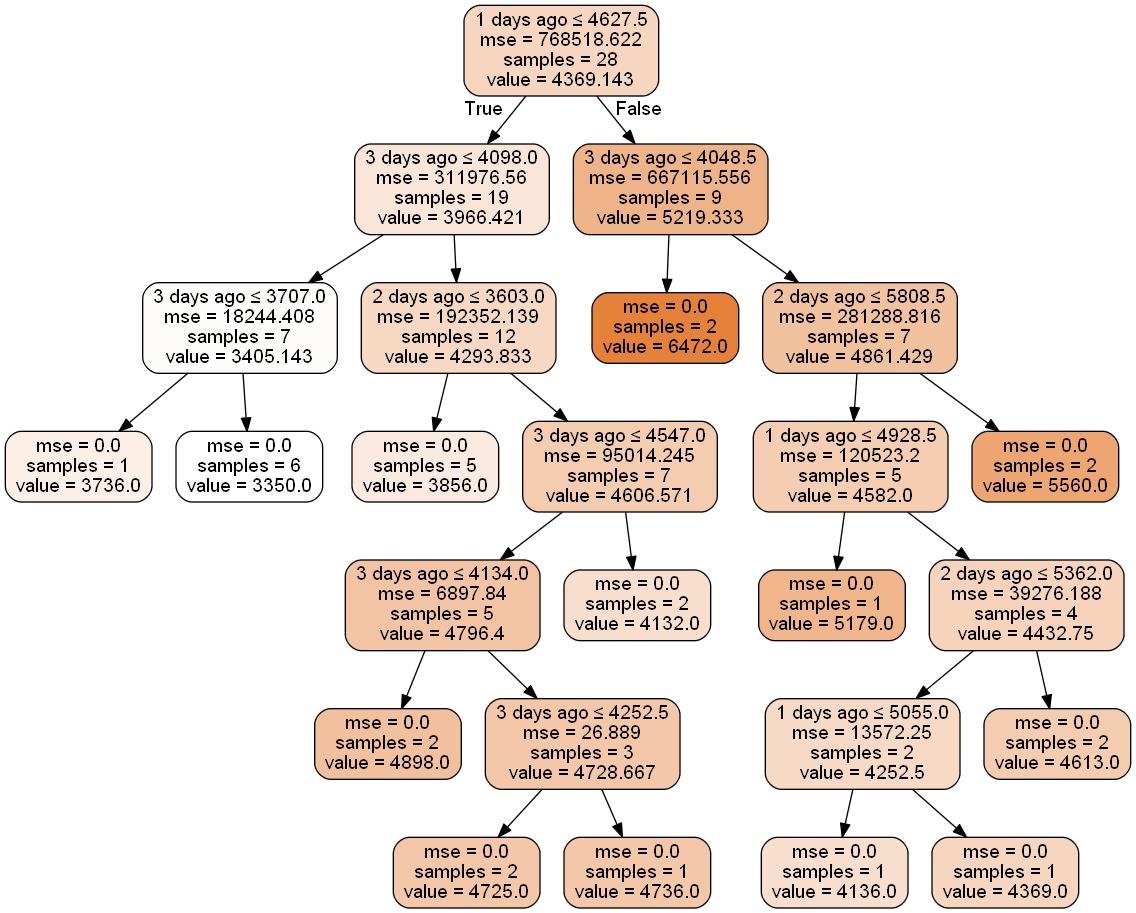 1 days ago ≤ 4627.5
mse = 768518.622
samples = 28
value = 4369.143
True
False
3 days ago ≤ 4098.0
mse = 311976.56
samples = 19
value = 3966.421
3 days ago ≤ 4048.5
mse = 667115.556
samples = 9
value = 5219.333
3 days ago ≤ 3707.0
mse = 18244.408
samples = 7
value = 3405.143
2 days ago ≤ 3603.0
mse = 192352.139
samples = 12
value = 4293.833
mse = 0.0
samples = 2
value = 6472.0
2 days ago ≤ 5808.5
mse = 281288.816
samples = 7
value = 4861.429
mse = 0.0
samples = 1
value = 3736.0
mse = 0.0
samples = 6
value = 3350.0
mse = 0.0
samples = 5
value = 3856.0
3 days ago ≤ 4547.0
mse = 95014.245
samples = 7
value = 4606.571
1 days ago ≤ 4928.5
mse = 120523.2
samples = 5
value = 4582.0
mse = 0.0
samples = 2
value = 5560.0
3 days ago ≤ 4134.0
mse = 6897.84
samples = 5
value = 4796.4
mse = 0.0
samples = 2
value = 4132.0
mse = 0.0
samples = 1
value = 5179.0
2 days ago ≤ 5362.0
mse = 39276.188
samples = 4
value = 4432.75
mse = 0.0
samples = 2
value = 4898.0
3 days ago ≤ 4252.5
mse = 26.889
samples = 3
value = 4728.667
1 days ago ≤ 5055.0
mse = 13572.25
samples = 2
value = 4252.5
mse = 0.0
samples = 2
value = 4613.0
mse = 0.0
samples = 2
value = 4725.0
mse = 0.0
samples = 1
value = 4736.0
mse = 0.0
samples = 1
value = 4136.0
mse = 0.0
samples = 1
value = 4369.0